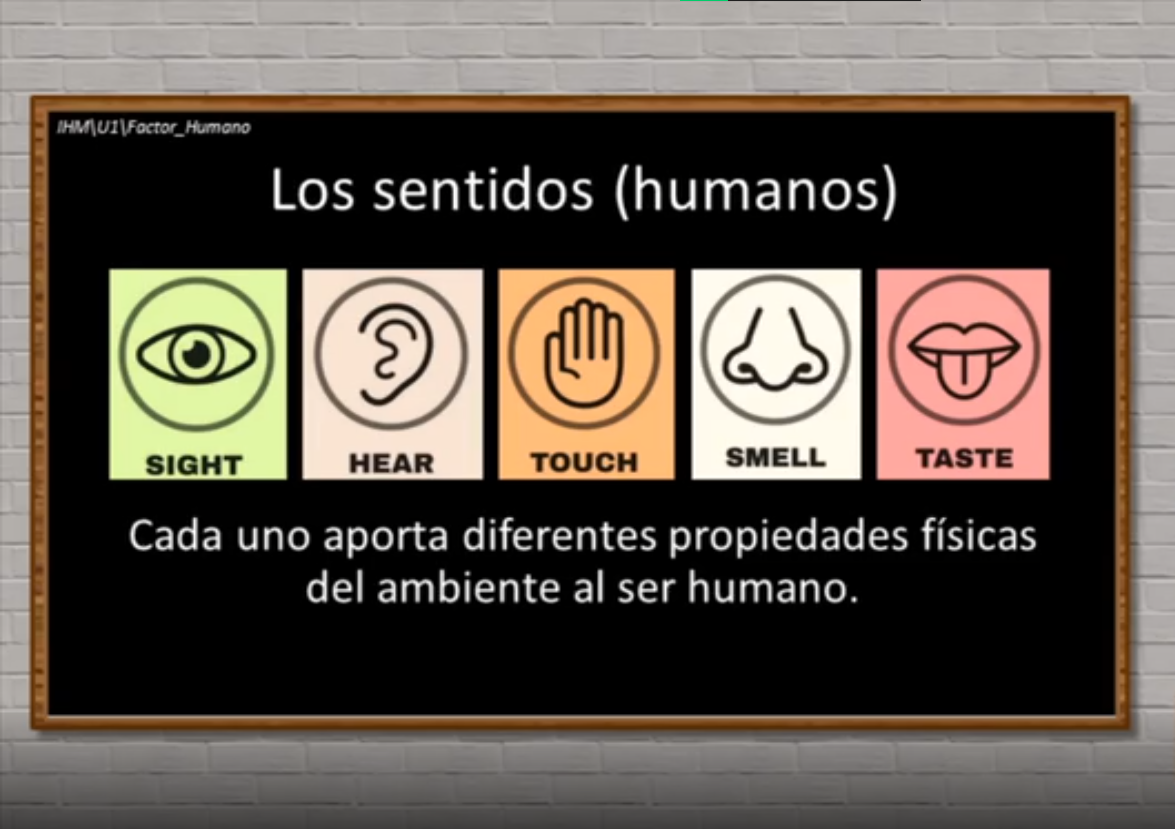 IHM\U1\Factor_Humano
Los sentidos (humanos)
SIGHT
HEAR
TOUCH
SMELL
TASTE
Cada uno aporta diferentes propiedades físicas
del ambiente al ser humano.